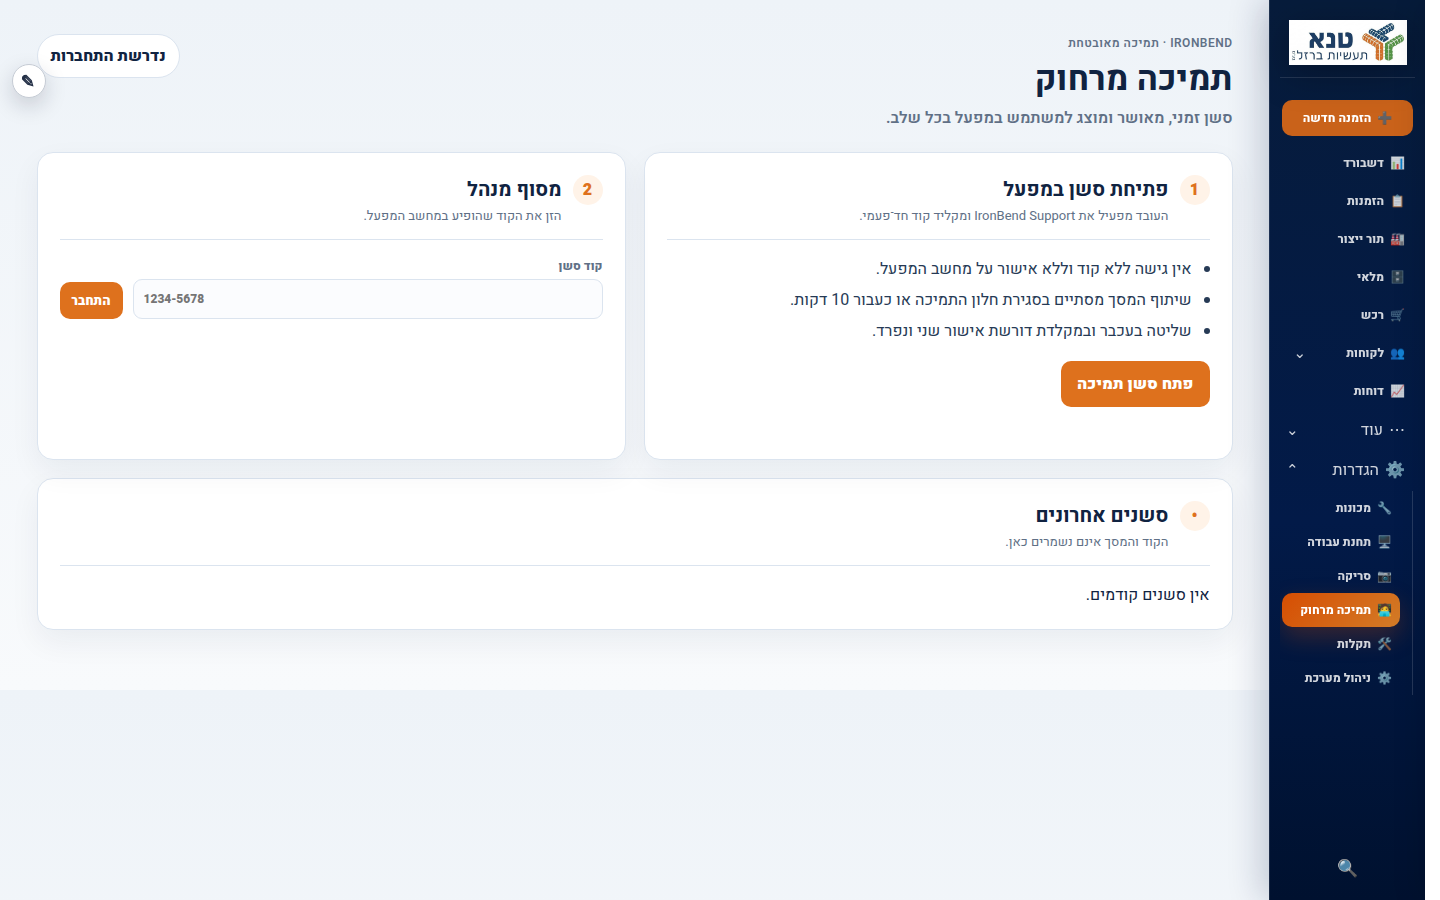 טנא
תעשיות ברזל
הזמנה חדשה
דשבורד
הזמנות
תור ייצור
מלאי
רכש
לקוחות
דוחות
עוד
הגדרות
מכונות
תחנת עבודה
סריקה
תמיכה מרחוק
תקלות
ניהול מערכת
IRONBEND · תמיכה מאובטחת
תמיכה מרחוק
סשן זמני, מאושר ומוצג למשתמש במפעל בכל שלב.
נדרשת התחברות
1
פתיחת סשן במפעל
העובד מפעיל את IronBend Support ומקליד קוד חד־פעמי.
• אין גישה ללא קוד וללא אישור על מחשב המפעל.
• שיתוף המסך מסתיים בסגירת חלון התמיכה או כעבור 10 דקות.
• שליטה בעכבר ובמקלדת דורשת אישור שני ונפרד.
פתח סשן תמיכה
2
מסוף מנהל
הזן את הקוד שהופיע במחשב המפעל.
קוד סשן
1234-5678
התחבר
סשנים אחרונים
הקוד והמסך אינם נשמרים כאן.
אין סשנים קודמים.